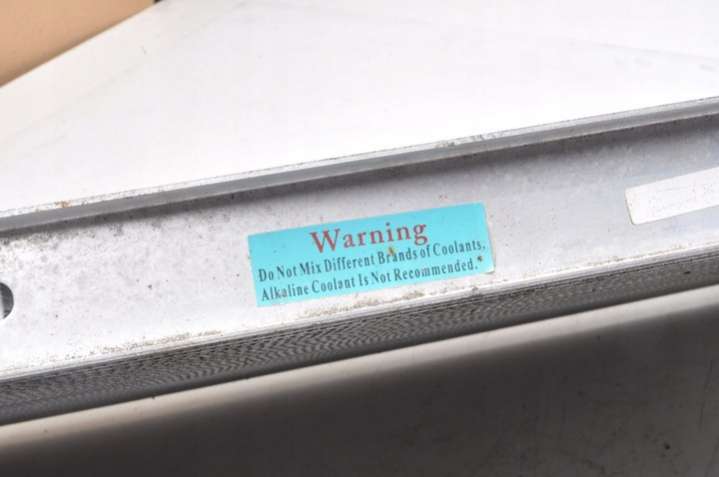 Warning
Do Not Mix Different Brands of Coolants,
Alkaline Coolant Is Not Recommended.